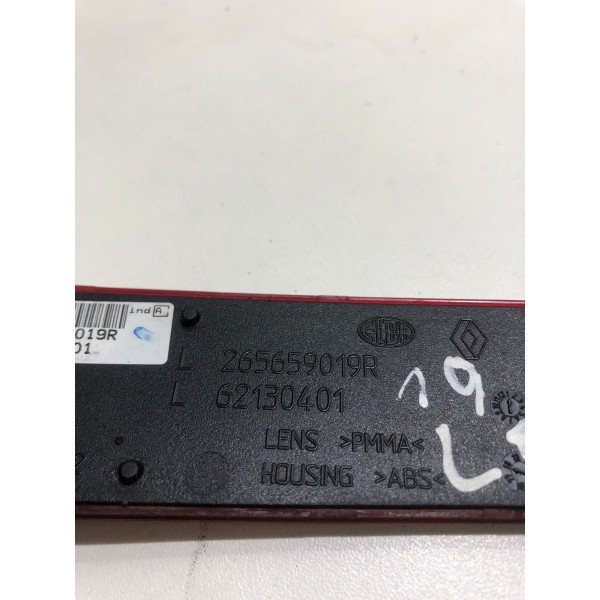 ind A
019R
01
L 265659019R
L 62130401
19
LENS >PMMA<
HOUSING >ABS<
L